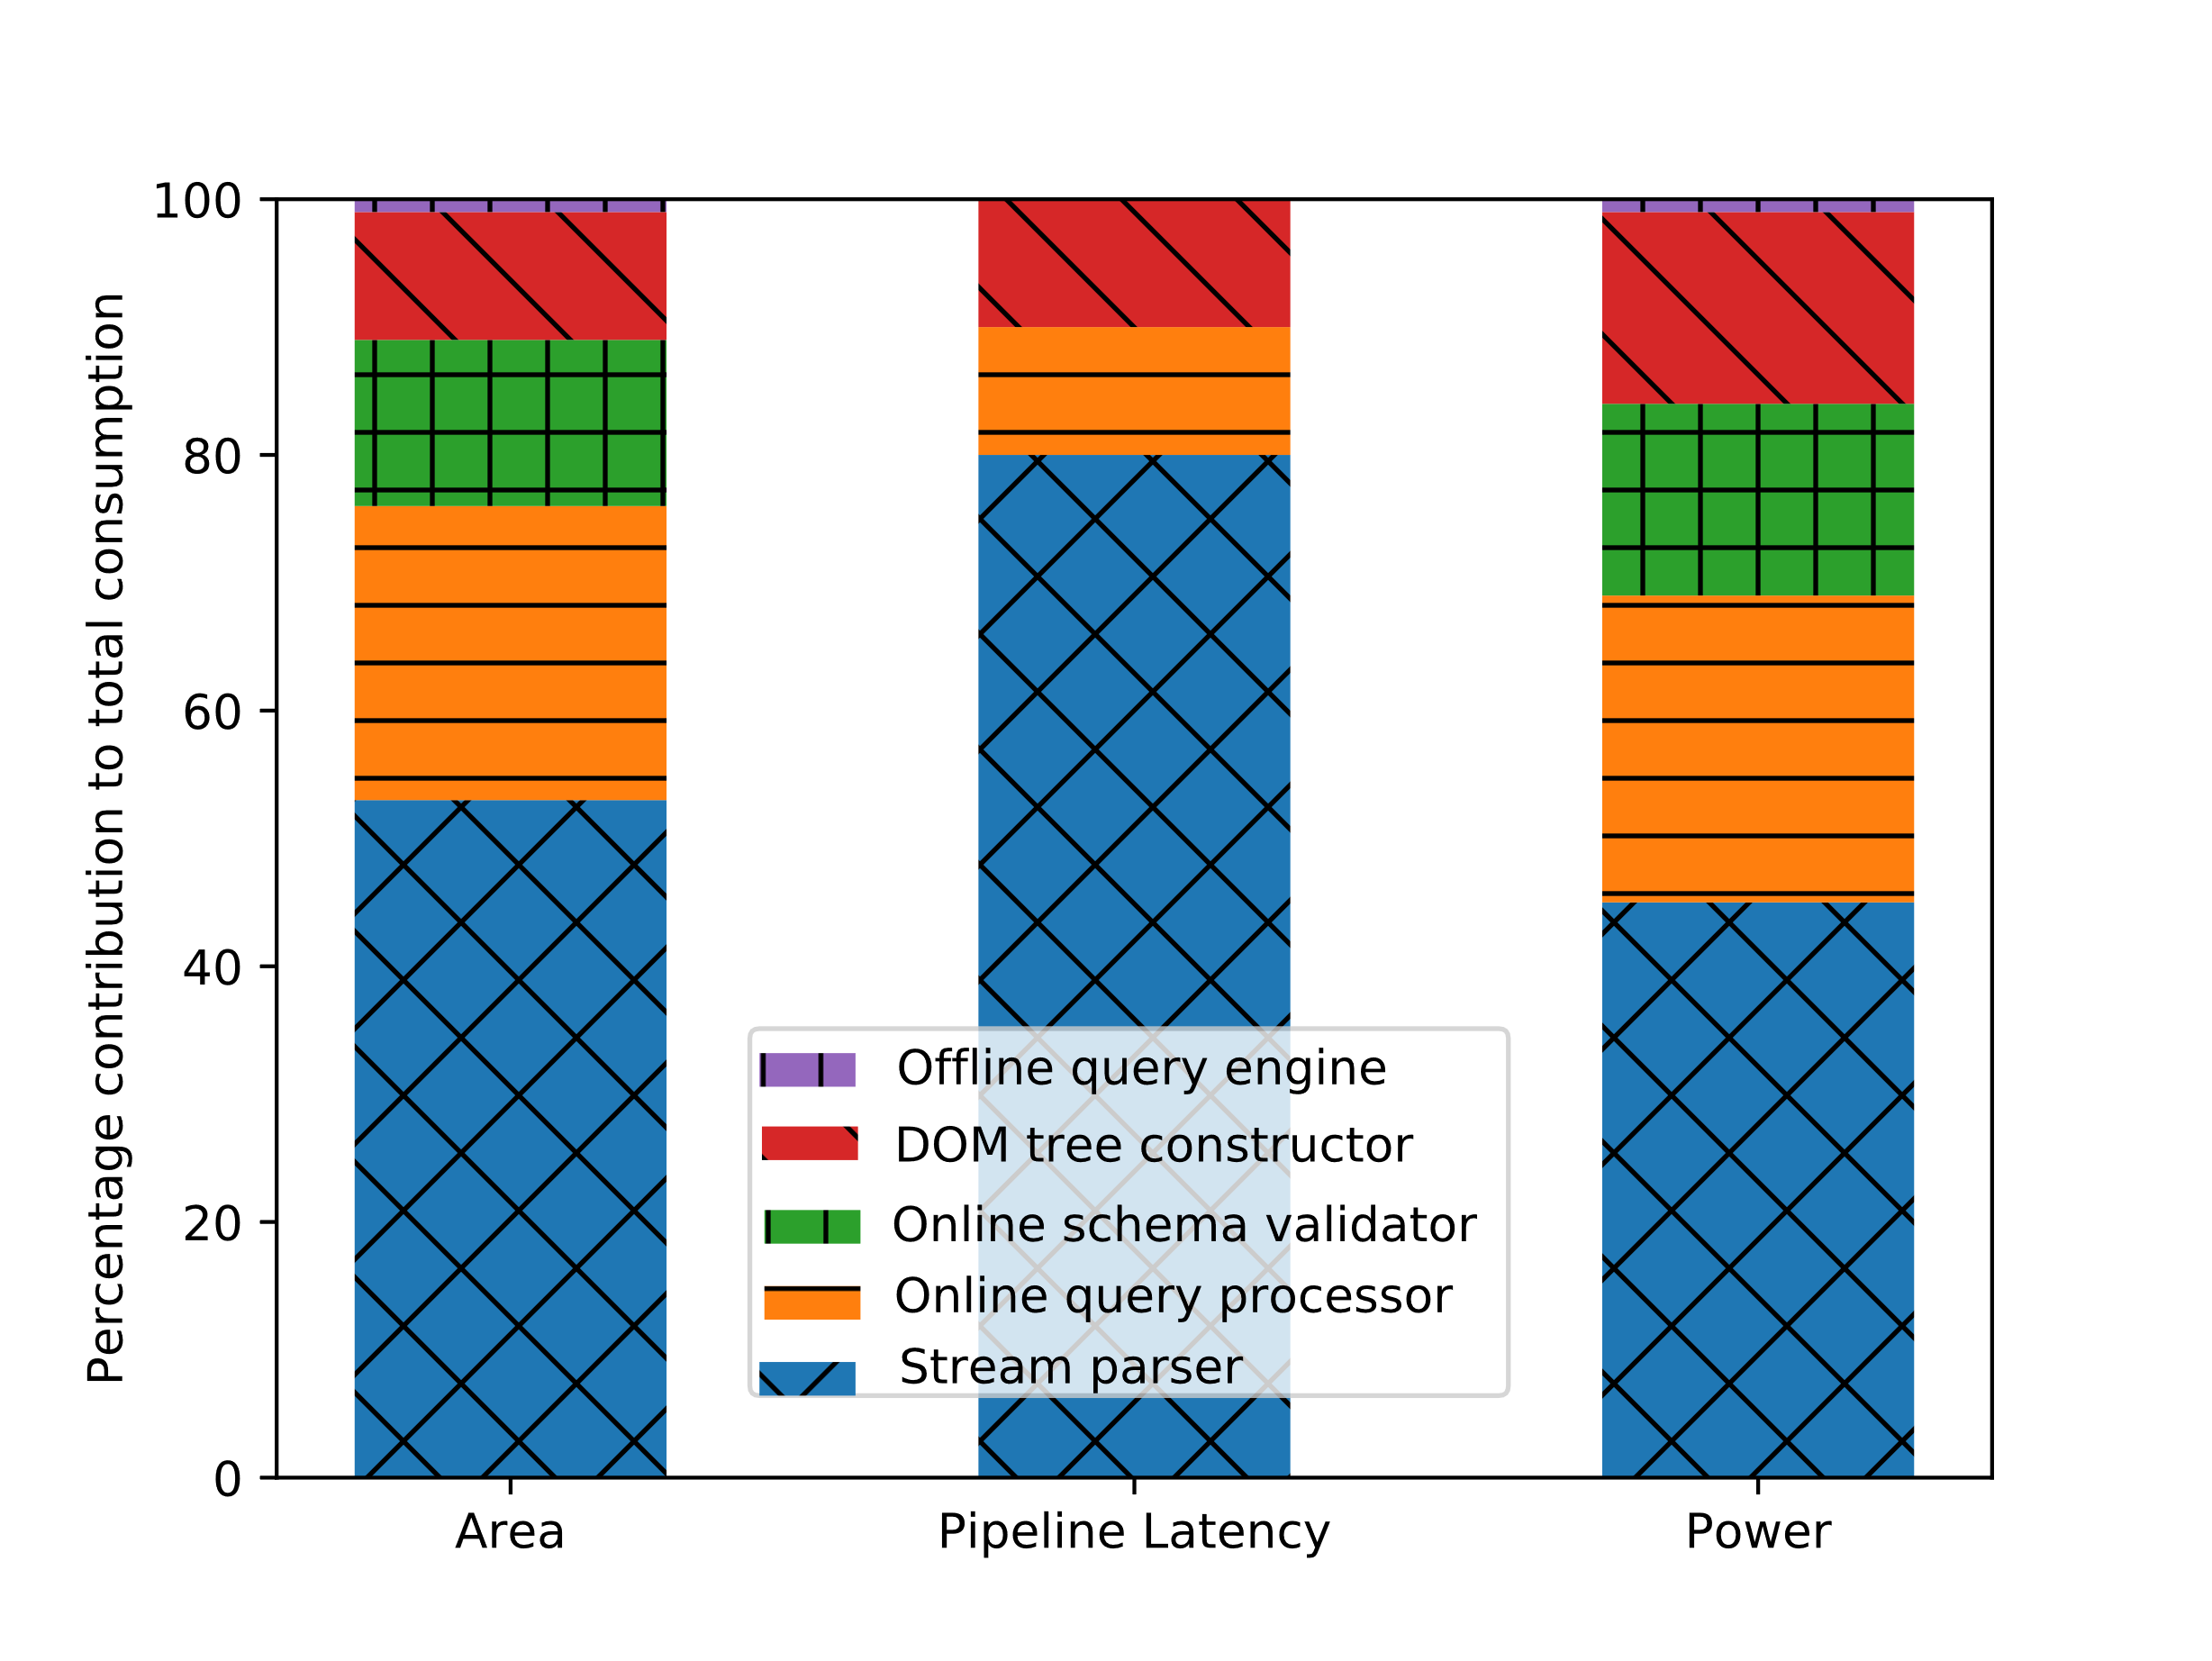 Percentage contribution to total consumption
100
80
60
40
20
0
Offline query engine
DOM tree constructor
Online schema validator
Online query processor
Stream parser
Area
Pipeline Latency
Power